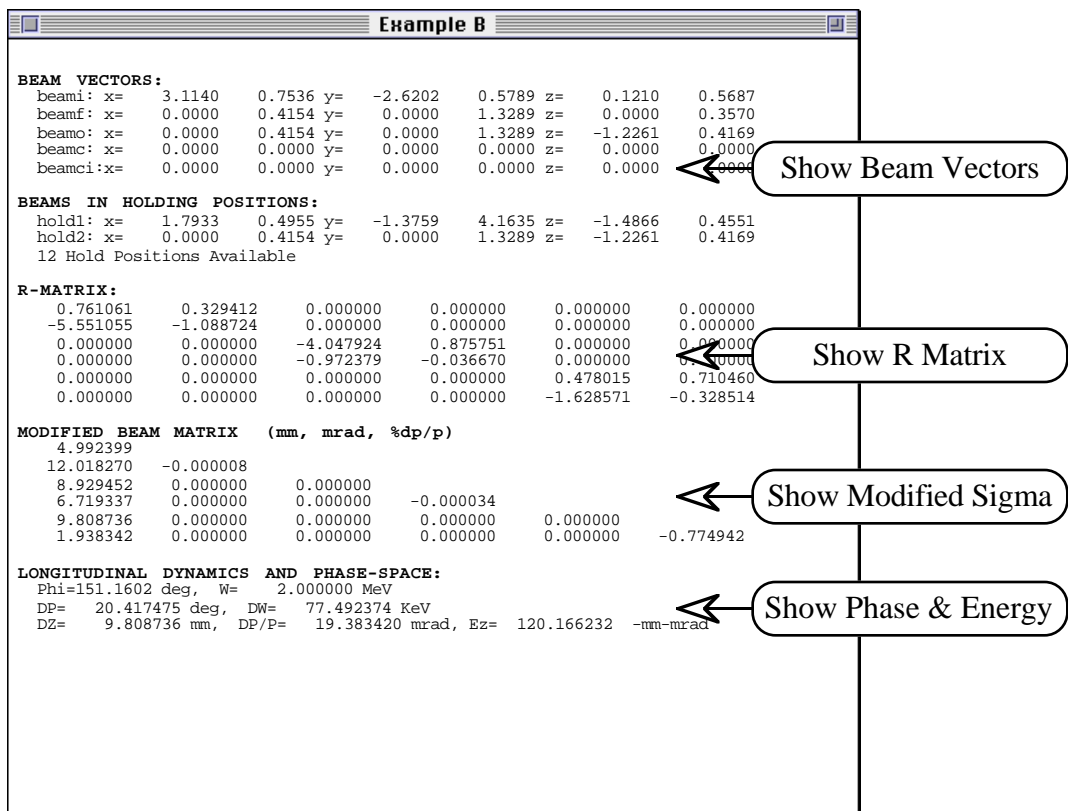 Example B
BEAM VECTORS:
beami: x= 3.1140 0.7536 y= -2.6202 0.5789 z= 0.1210 0.5687
beamf: x= 0.0000 0.4154 y= 0.0000 1.3289 z= 0.0000 0.3570
beamo: x= 0.0000 0.4154 y= 0.0000 1.3289 z= -1.2261 0.4169
beamc: x= 0.0000 0.0000 y= 0.0000 0.0000 z= 0.0000 0.0000
beamci:x= 0.0000 0.0000 y= 0.0000 0.0000 z= 0.0000 0.0000
Show Beam Vectors
BEAMS IN HOLDING POSITIONS:
hold1: x= 1.7933 0.4955 y= -1.3759 4.1635 z= -1.4866 0.4551
hold2: x= 0.0000 0.4154 y= 0.0000 1.3289 z= -1.2261 0.4169
12 Hold Positions Available
R-MATRIX:
0.761061 0.329412 0.000000 0.000000 0.000000 0.000000
-5.551055 -1.088724 0.000000 0.000000 0.000000 0.000000
0.000000 0.000000 -4.047924 0.875751 0.000000 0.000000
0.000000 0.000000 -0.972379 -0.036670 0.000000 0.000000
0.000000 0.000000 0.000000 0.000000 0.478015 0.710460
0.000000 0.000000 0.000000 0.000000 -1.628571 -0.328514
Show R Matrix
MODIFIED BEAM MATRIX (mm, mrad, %dp/p)
4.992399
12.018270 -0.000008
8.929452 0.000000 0.000000
6.719337 0.000000 0.000000 -0.000034
9.808736 0.000000 0.000000 0.000000 0.000000
1.938342 0.000000 0.000000 0.000000 0.000000 -0.774942
Show Modified Sigma
LONGITUDINAL DYNAMICS AND PHASE-SPACE:
Phi=151.1602 deg, W= 2.000000 MeV
DP= 20.417475 deg, DW= 77.492374 KeV
DZ= 9.808736 mm, DP/P= 19.383420 mrad, Ez= 120.166232 -mm-mrad
Show Phase & Energy